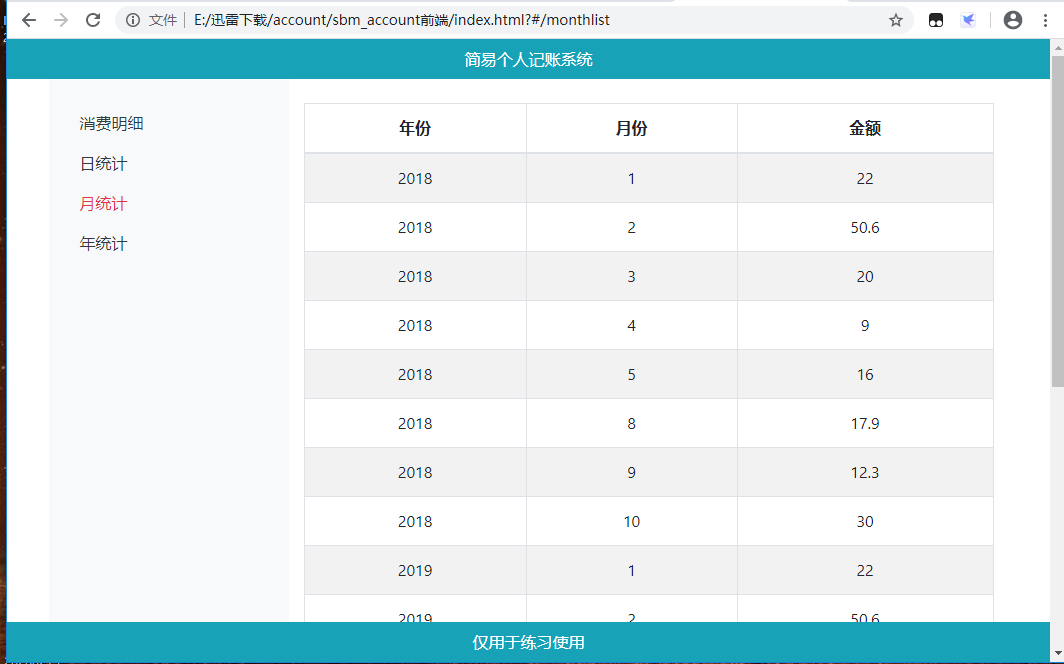 文件 E:/迅雷下载/account/sbm_account前端/index.html?#/monthlist
简易个人记账系统
消费明细
日统计
月统计
年统计
年份 月份 金额
2018 1 22
2018 2 50.6
2018 3 20
2018 4 9
2018 5 16
2018 8 17.9
2018 9 12.3
2018 10 30
2019 1 22
2019 2 50.6
仅用于练习使用